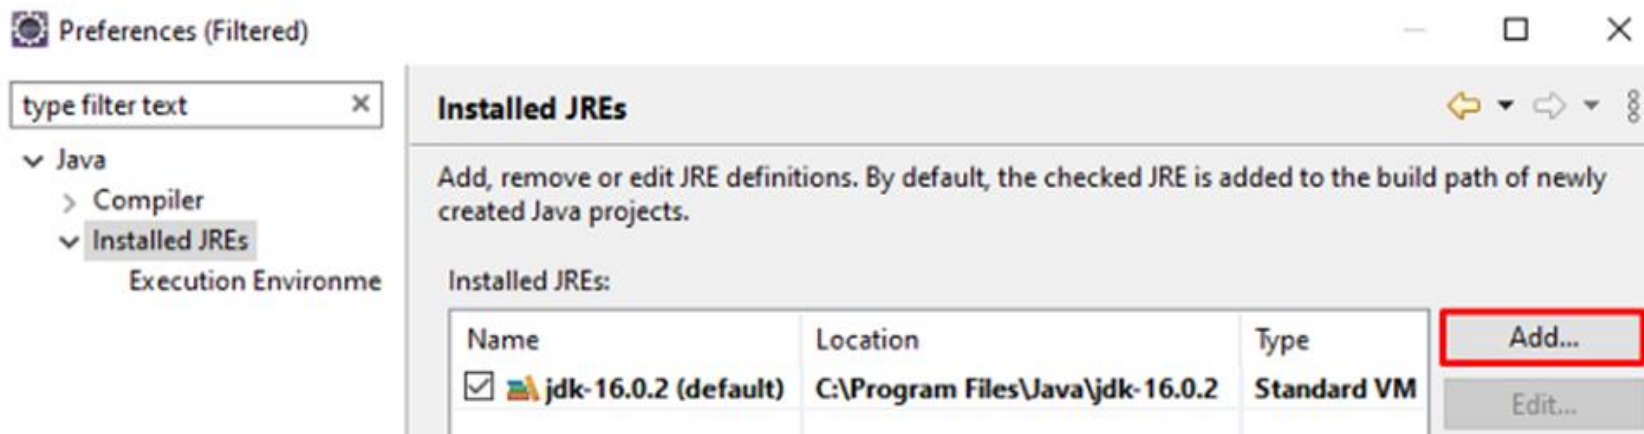 Preferences (Filtered)
type filter text
Java
Compiler
Installed JREs
Execution Environme
Installed JREs
Add, remove or edit JRE definitions. By default, the checked JRE is added to the build path of newly
created Java projects.
Installed JREs:
Name Location Type
jdk-16.0.2 (default) C:\Program Files\Java\jdk-16.0.2 Standard VM
Add...
Edit...